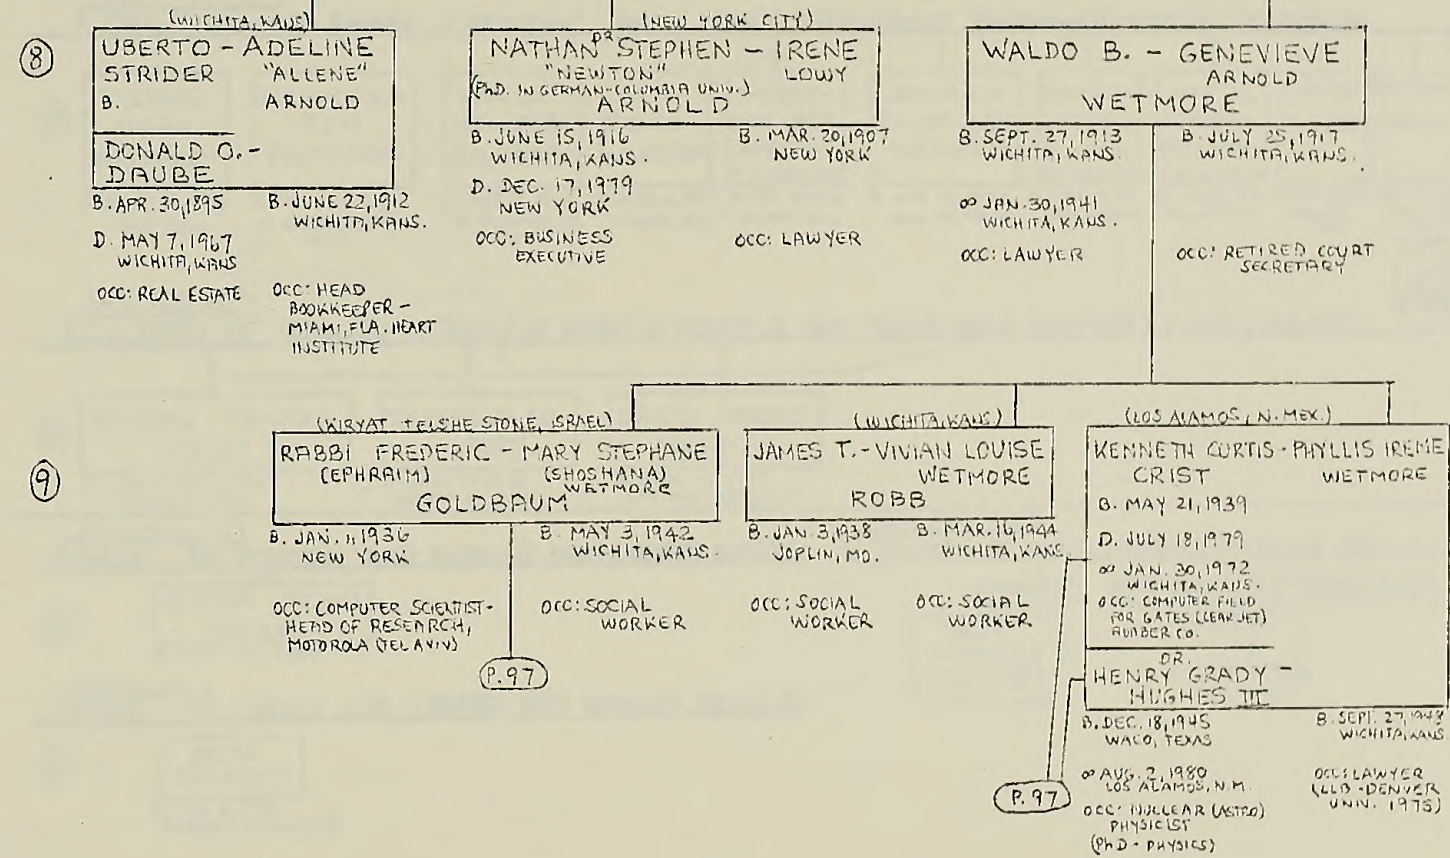 (WICHITA, KANS)
⑧
UBERTO - ADELINE
STRIDER "ALLENE"
B. ARNOLD
DONALD O. -
DAUBE
B. APR. 30, 1895
D. MAY 7, 1967
WICHITA, KANS
OCC: REAL ESTATE
B. JUNE 22, 1912
WICHITA, KANS.
OCC: HEAD
BOOKKEEPER -
MIAMI, FLA. HEART
INSTITUTE
(NEW YORK CITY)
DR
NATHAN STEPHEN - IRENE
"NEWTON" LOWY
(PhD. IN GERMAN-COLUMBIA UNIV.)
ARNOLD
B. JUNE 15, 1916
WICHITA, KANS.
D. DEC. 17, 1979
NEW YORK
OCC: BUSINESS
EXECUTIVE
B. MAR. 20, 1907
NEW YORK
OCC: LAWYER
WALDO B. - GENEVIEVE
ARNOLD
WETMORE
B. SEPT. 27, 1913
WICHITA, KANS.
∞ JAN. 30, 1941
WICHITA, KANS.
OCC: LAWYER
B. JULY 25, 1917
WICHITA, KANS.
OCC: RETIRED COURT
SECRETARY
⑨
(KIRYAT TELSHE STONE, ISRAEL)
RABBI FREDERIC - MARY STEPHANE
(EPHRAIM) (SHOSHANA)
WETMORE
GOLDBAUM
B. JAN. 11, 1936
NEW YORK
OCC: COMPUTER SCIENTIST-
HEAD OF RESEARCH,
MOTOROLA (TEL AVIV)
B. MAY 3, 1942
WICHITA, KANS.
OCC: SOCIAL
WORKER
P. 97
(WICHITA, KANS)
JAMES T. - VIVIAN LOUISE
WETMORE
ROBB
B. JAN. 3, 1938
JOPLIN, MO.
OCC: SOCIAL
WORKER
B. MAR. 16, 1944
WICHITA, KANS.
OCC: SOCIAL
WORKER
(LOS ALAMOS, N. MEX.)
KENNETH CURTIS - PHYLLIS IRENE
CRIST WETMORE
B. MAY 21, 1939
D. JULY 18, 1979
∞ JAN. 30, 1972
WICHITA, KANS.
OCC: COMPUTER FIELD
FOR GATES (LEAR JET)
RUBBER CO.
DR.
HENRY GRADY -
HUGHES III
B. DEC. 18, 1945
WACO, TEXAS
∞ AUG. 2, 1980
LOS ALAMOS, N.M.
OCC: NUCLEAR (ASTRO)
PHYSICIST
(PhD - PHYSICS)
B. SEPT. 27, 1948
WICHITA, KANS
OCC: LAWYER
(LLB - DENVER
UNIV. 1975)
P. 97